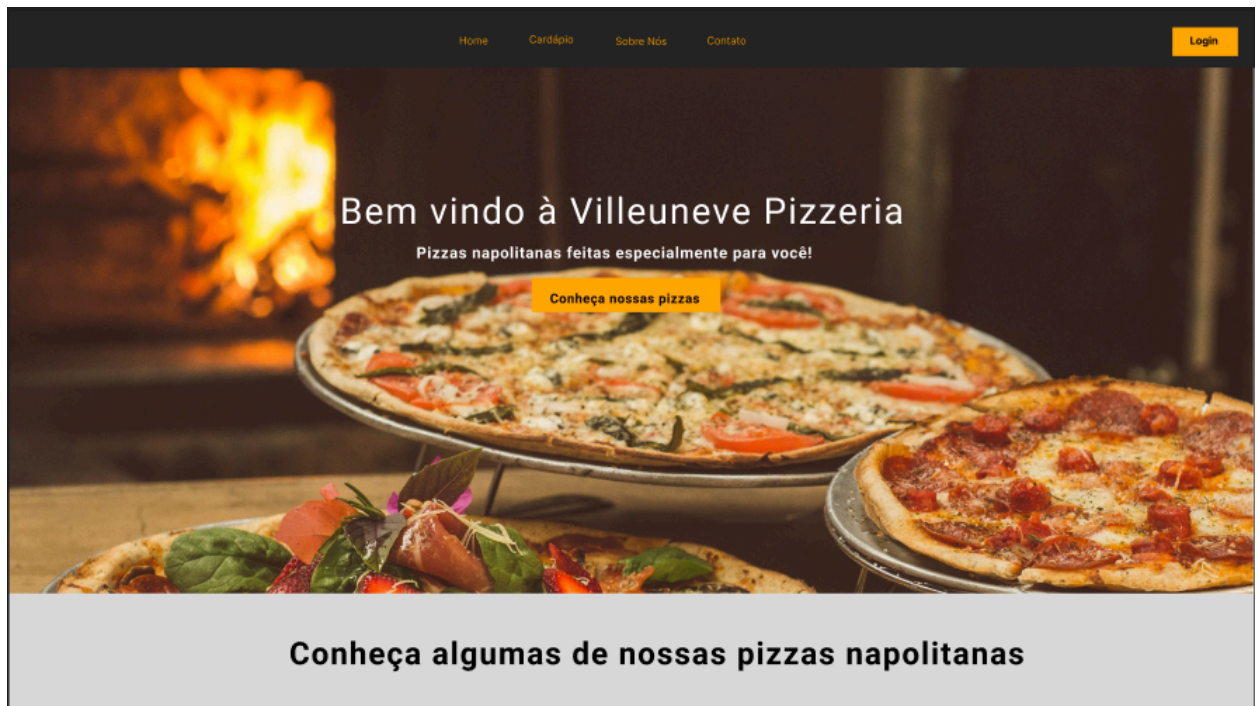 Home
Cardápio
Sobre Nós
Contato
Login
Bem vindo à Villeuneve Pizzeria
Pizzas napolitanas feitas especialmente para você!
Conheça nossas pizzas
Conheça algumas de nossas pizzas napolitanas